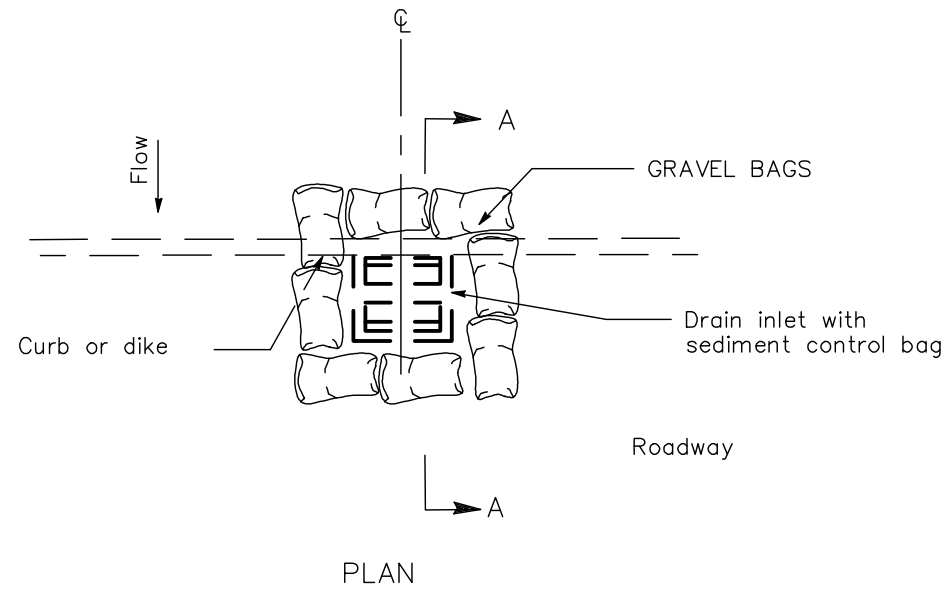 ℄
A
Flow
GRAVEL BAGS
Drain inlet with
sediment control bag
Curb or dike
Roadway
A
PLAN